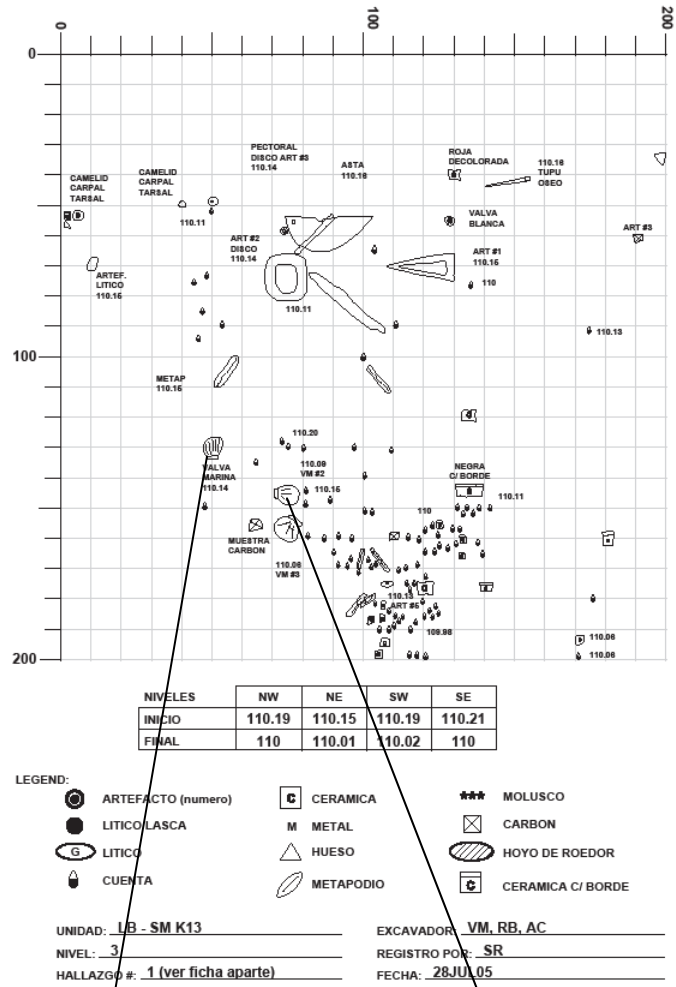 0 100 200
0
PECTORAL
DISCO ART #3
110.14
ASTA
110.16
ROJA
DECOLORADA
110.16
TUPU
OSEO
CAMELID
CARPAL
TARSAL
CAMELID
CARPAL
TARSAL
110.11
VALVA
BLANCA
ART #3
ART #2
DISCO
110.14
ART #1
110.15
110
ARTEF.
LITICO
110.15
110.11
110.13
100
METAP
110.15
110.20
VALVA
MARINA
110.14
110.09
VM #2
110.15
NEGRA
C/ BORDE
110.11
110
MUESTRA
CARBON
110.06
VM #3
110.13
ART #5
109.98
110.06
110.06
200
NIVELES NW NE SW SE
INICIO 110.19 110.15 110.19 110.21
FINAL 110 110.01 110.02 110
LEGEND:
ARTEFACTO (numero)
LITICO LASCA
G LITICO
CUENTA
C CERAMICA
M METAL
HUESO
METAPODIO
MOLUSCO
CARBON
HOYO DE ROEDOR
C CERAMICA C/ BORDE
UNIDAD: LB - SM K13
NIVEL: 3
HALLAZGO #: 1 (ver ficha aparte)
EXCAVADOR: VM, RB, AC
REGISTRO POR: SR
FECHA: 28JUL05